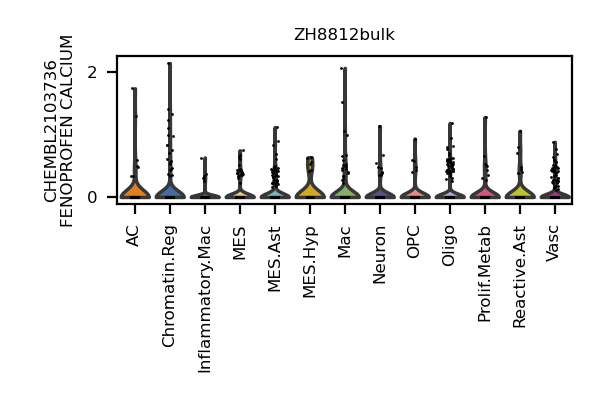 ZH8812bulk
CHEMBL2103736
FENOPROFEN CALCIUM
2
0
AC
Chromatin.Reg
Inflammatory.Mac
MES
MES.Ast
MES.Hyp
Mac
Neuron
OPC
Oligo
Prolif.Metab
Reactive.Ast
Vasc